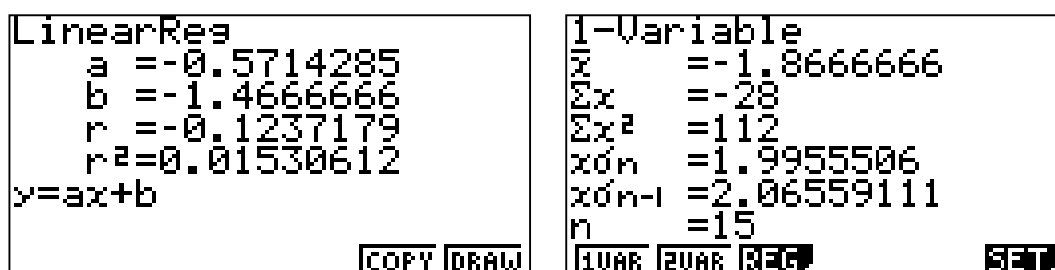 LinearReg
a =-0.5714285
b =-1.4666666
r =-0.1237179
r²=0.01530612
y=ax+b
COPY DRAW
1-Variable
x̄ =-1.8666666
Σx =-28
Σx² =112
xσn =1.9955506
xσn-1 =2.06559111
n =15
1VAR 2VAR REG SET